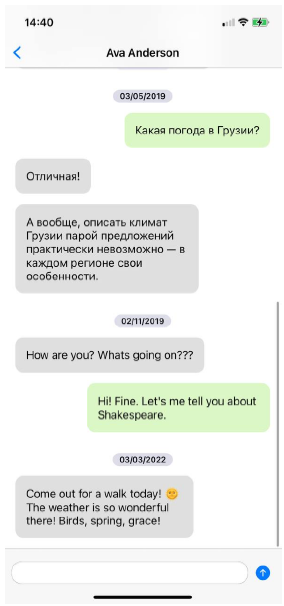 14:40
Ava Anderson
03/05/2019
Какая погода в Грузии?
Отличная!
А вообще, описать климат
Грузии парой предложений
практически невозможно — в
каждом регионе свои
особенности.
02/11/2019
How are you? Whats going on???
Hi! Fine. Let's me tell you about
Shakespeare.
03/03/2022
Come out for a walk today! 😊
The weather is so wonderful
there! Birds, spring, grace!